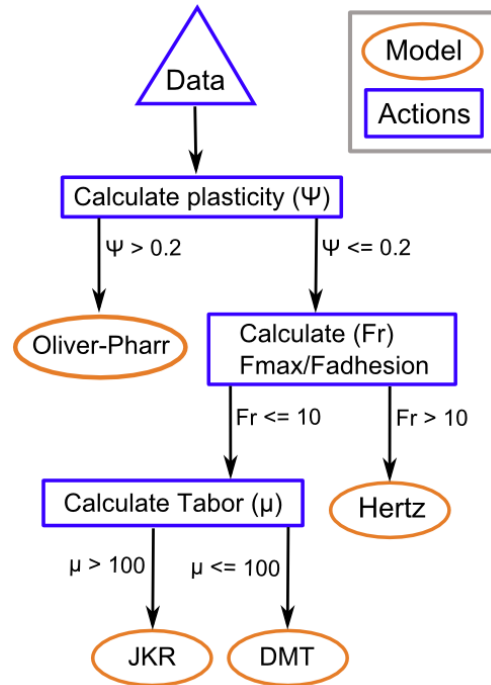 Data
Model
Actions
Calculate plasticity (Ψ)
Ψ > 0.2
Ψ <= 0.2
Oliver-Pharr
Calculate (Fr)
Fmax/Fadhesion
Fr <= 10
Fr > 10
Calculate Tabor (μ)
Hertz
μ > 100
μ <= 100
JKR
DMT